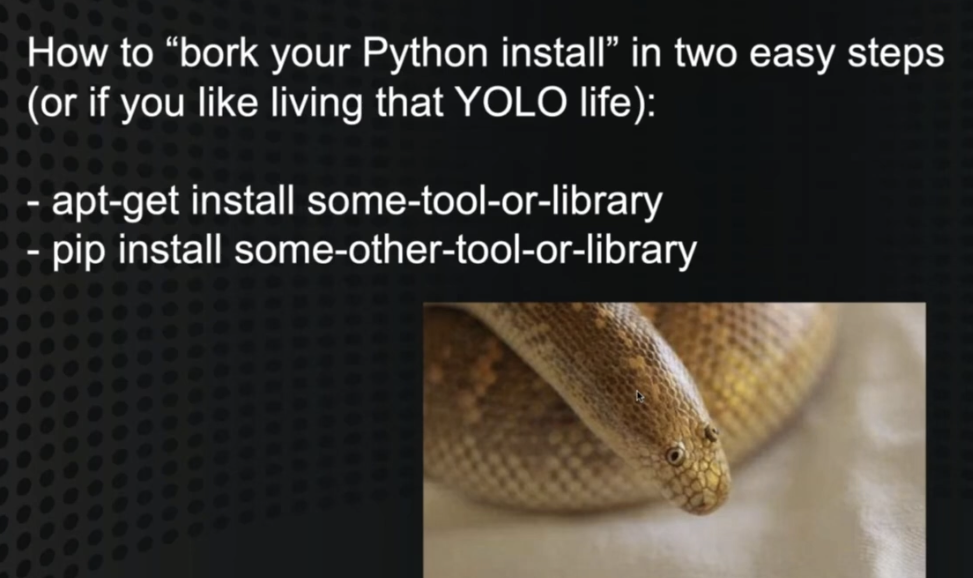 How to “bork your Python install” in two easy steps
(or if you like living that YOLO life):
- apt-get install some-tool-or-library
- pip install some-other-tool-or-library